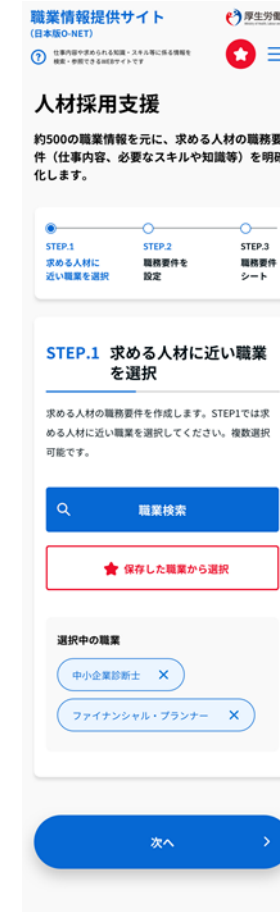 職業情報提供サイト
(日本版O-NET)
厚生労働
仕事内容や求められる知識・スキル等に係る情報を
検索・参照できるWEBサイトです
人材採用支援
約500の職業情報を元に、求める人材の職務要
件(仕事内容、必要なスキルや知識等)を明確
化します。
STEP.1
求める人材に
近い職業を選択
STEP.2
職務要件を
設定
STEP.3
職務要件
シート
STEP.1 求める人材に近い職業
を選択
求める人材の職務要件を作成します。STEP1では求
める人材に近い職業を選択してください。複数選択
可能です。
職業検索
保存した職業から選択
選択中の職業
中小企業診断士 ×
ファイナンシャル・プランナー ×
次へ